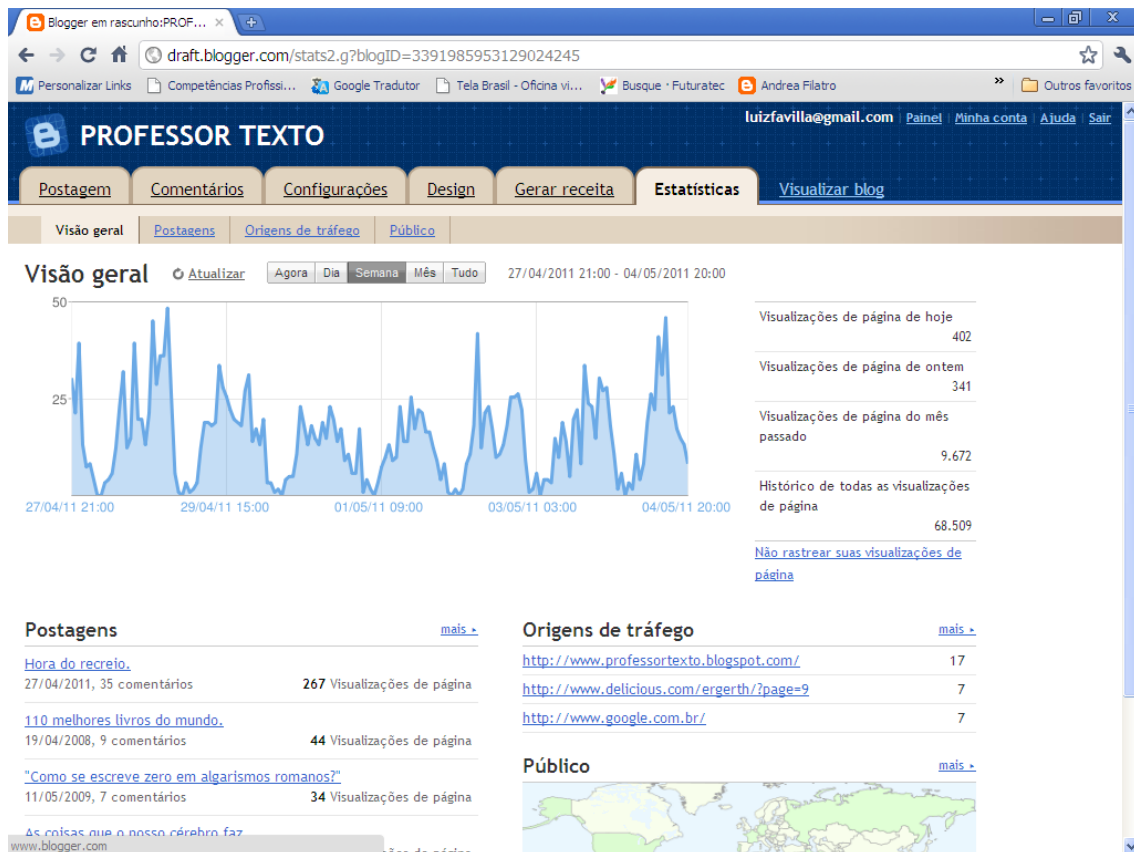 Blogger em rascunho:PROF...
draft.blogger.com/stats2.g?blogID=3391985953129024245
Personalizar Links Competências Profissi... Google Tradutor Tela Brasil - Oficina vi... Busque · Futuratec Andrea Filatro » Outros favoritos
PROFESSOR TEXTO
luizfavilla@gmail.com | Painel | Minha conta | Ajuda | Sair
Postagem Comentários Configurações Design Gerar receita Estatísticas Visualizar blog
Visão geral Postagens Origens de tráfego Público
Visão geral Atualizar Agora Dia Semana Mês Tudo 27/04/2011 21:00 - 04/05/2011 20:00
50
25
27/04/11 21:00 29/04/11 15:00 01/05/11 09:00 03/05/11 03:00 04/05/11 20:00
Visualizações de página de hoje
402
Visualizações de página de ontem
341
Visualizações de página do mês
passado
9.672
Histórico de todas as visualizações
de página
68.509
Não rastrear suas visualizações de
página
Postagens mais ▸
Hora do recreio.
27/04/2011, 35 comentários 267 Visualizações de página
110 melhores livros do mundo.
19/04/2008, 9 comentários 44 Visualizações de página
"Como se escreve zero em algarismos romanos?"
11/05/2009, 7 comentários 34 Visualizações de página
As coisas que o nosso cérebro faz
Origens de tráfego mais ▸
http://www.professortexto.blogspot.com/ 17
http://www.delicious.com/ergerth/?page=9 7
http://www.google.com.br/ 7
Público mais ▸
www.blogger.com